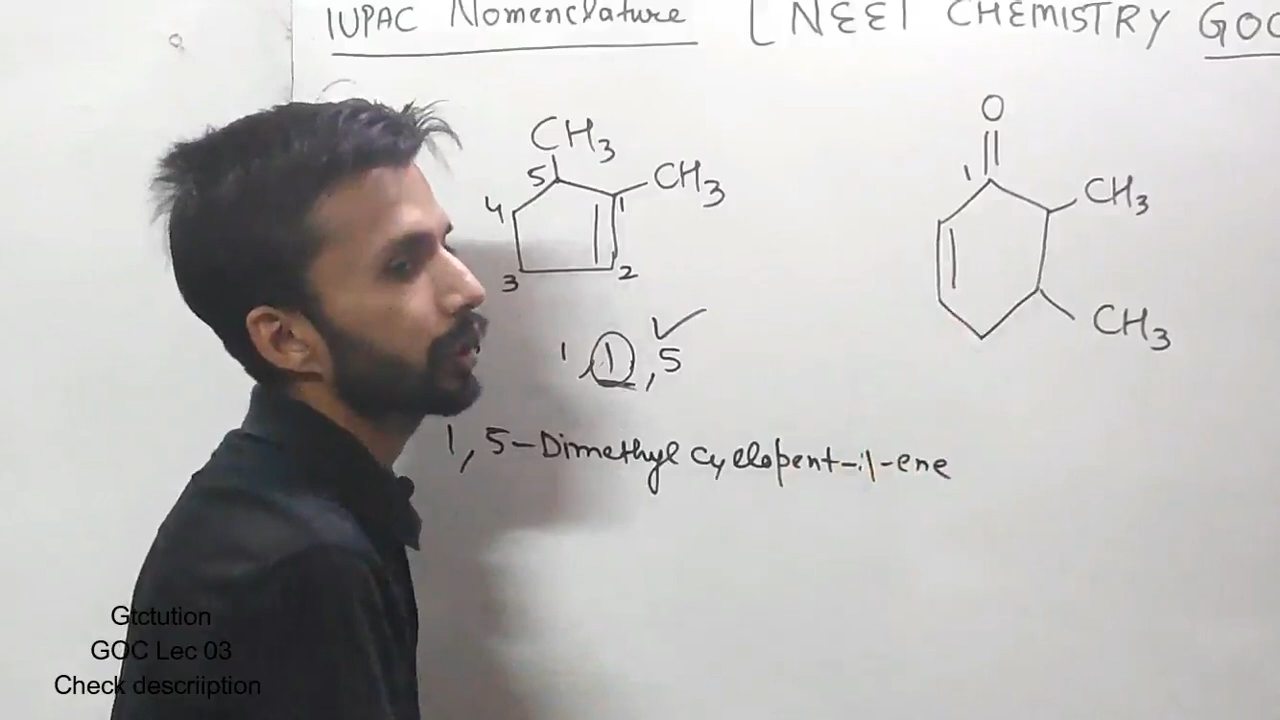 IUPAC Nomenclature [NEET CHEMISTRY GOC
CH3
5
CH3
1
4
3
2
1, 1, 5
1, 5-Dimethyl cyclopent-1-ene
O
1
CH3
CH3
Gtctution
GOC Lec 03
Check descriiption